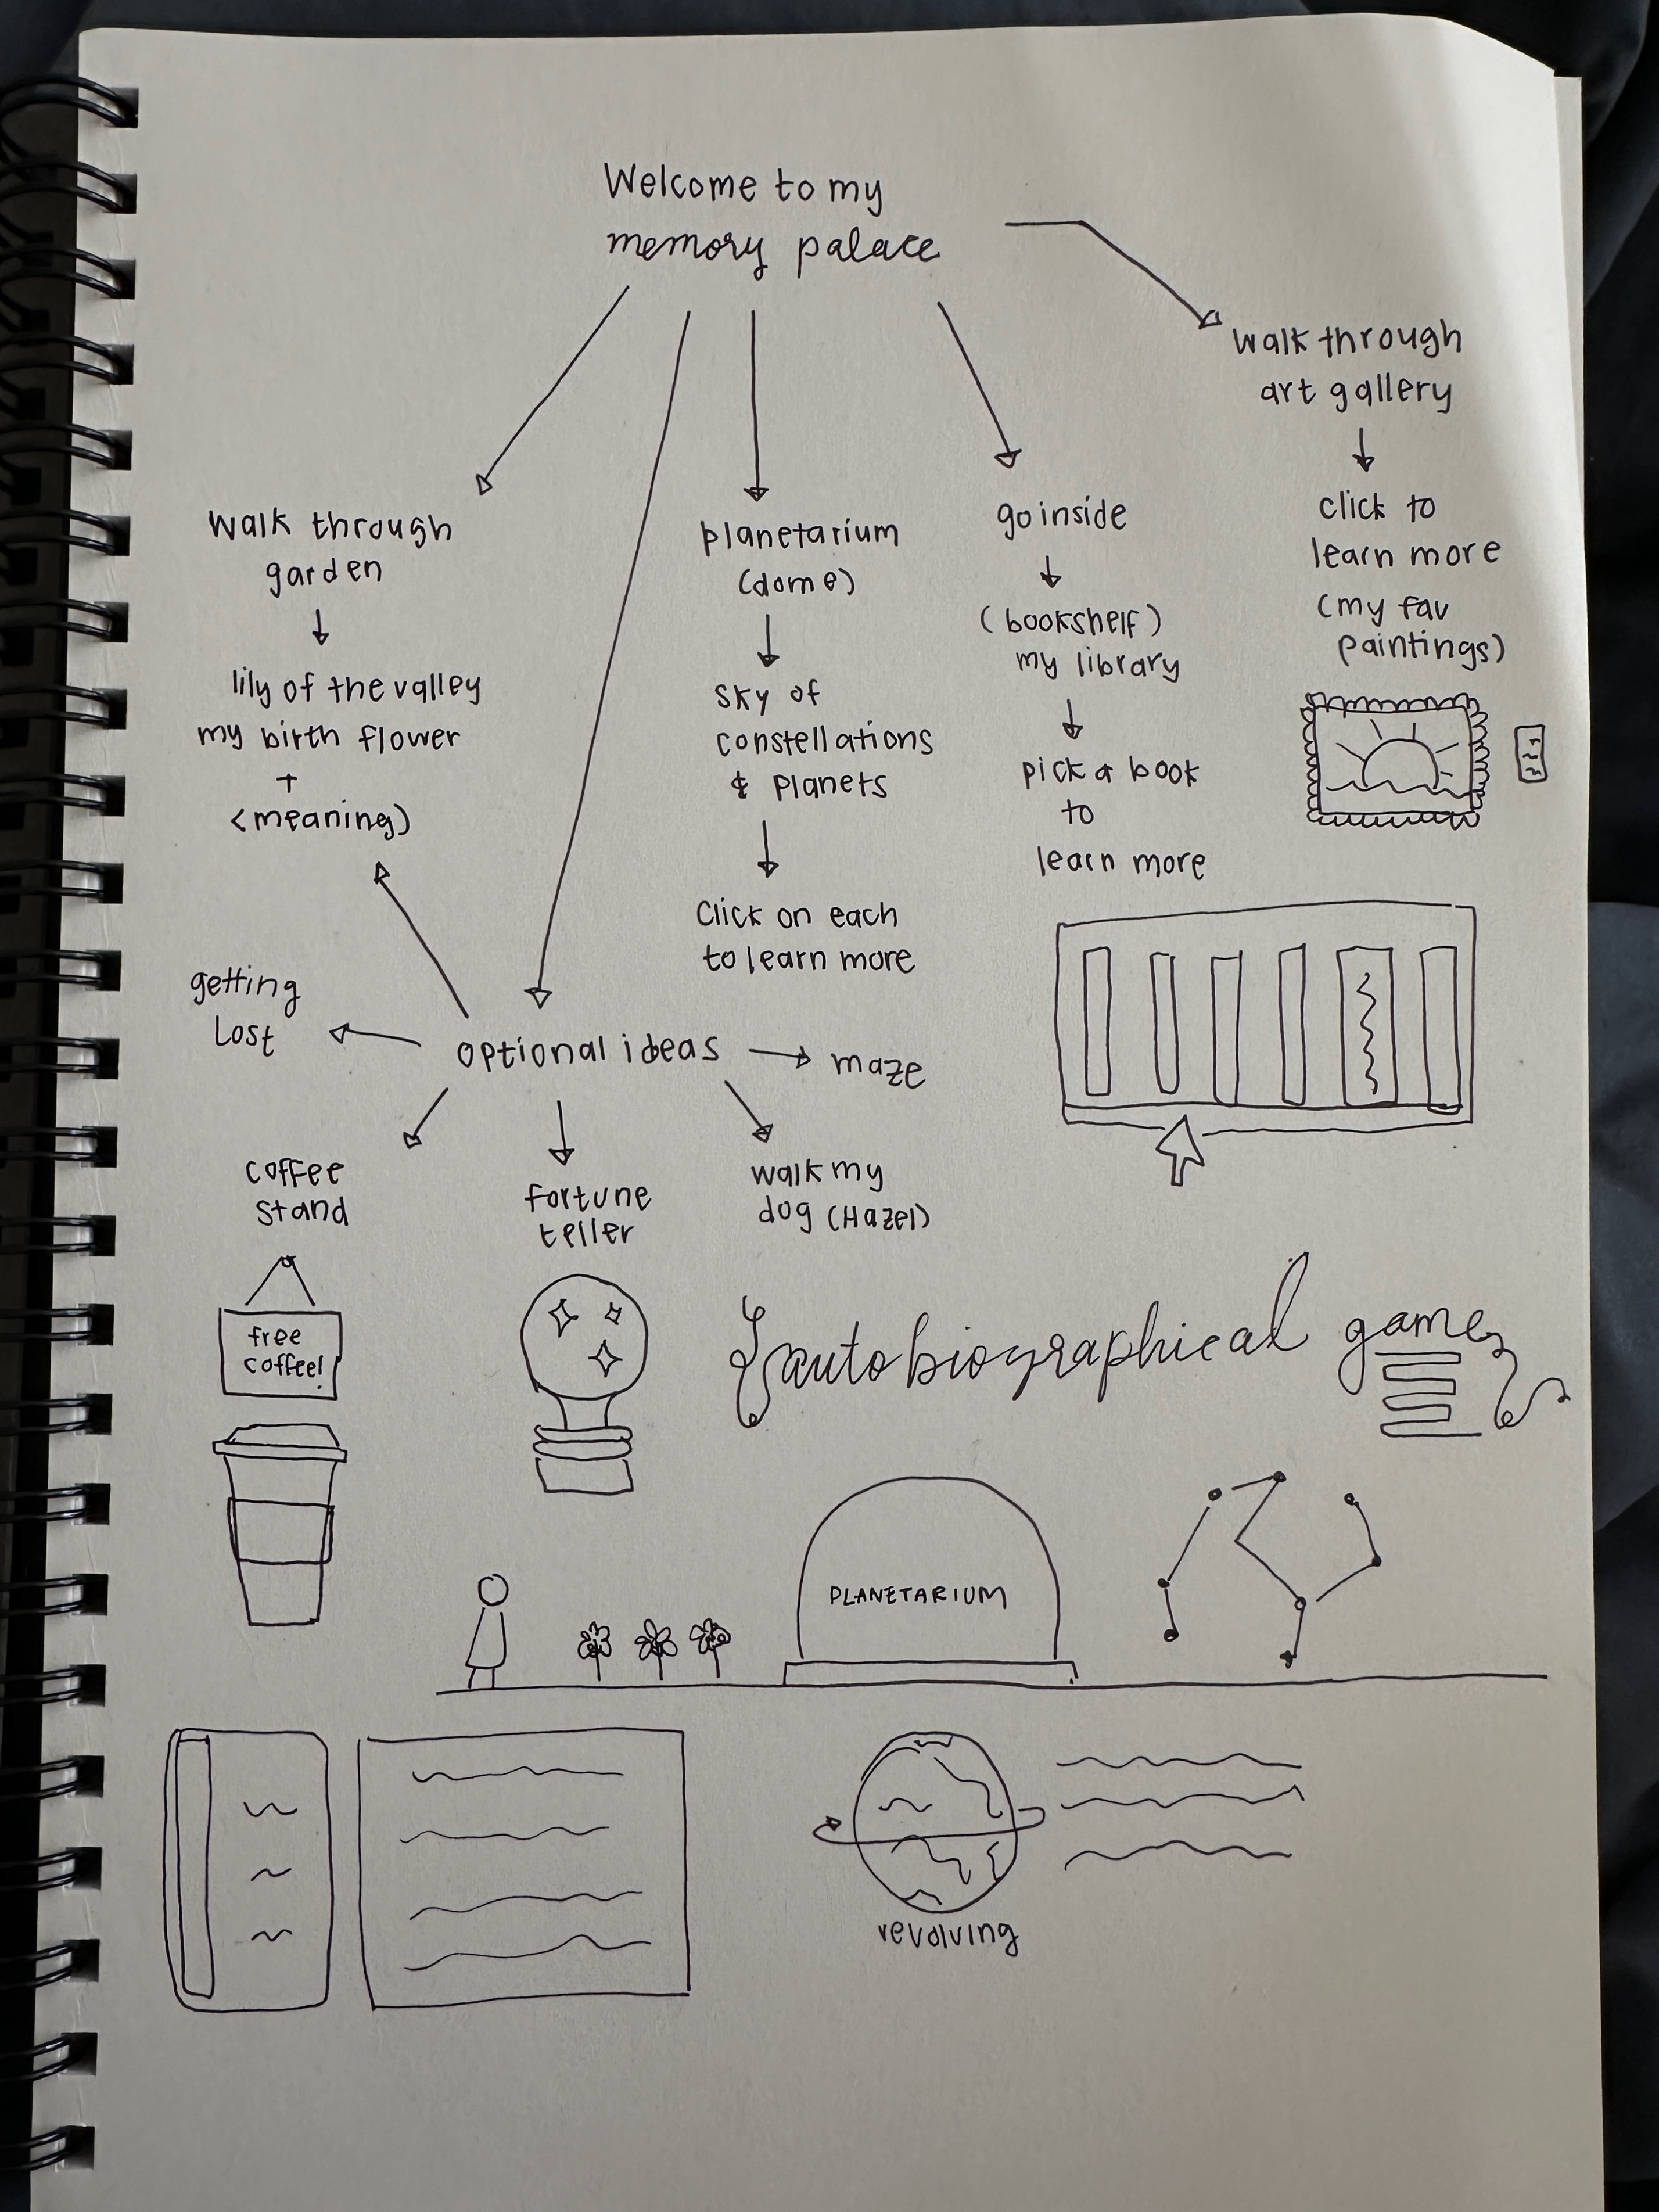 Welcome to my
memory palace
Walk through
garden
lily of the valley
my birth flower
+
(meaning)
planetarium
(dome)
sky of
constellations
& planets
Click on each
to learn more
go inside
(bookshelf)
my library
pick a book
to
learn more
walk through
art gallery
click to
learn more
(my fav
paintings)
optional ideas
getting
lost
maze
coffee
stand
free
coffee!
fortune
teller
walk my
dog (Hazel)
autobiographical game
PLANETARIUM
revolving